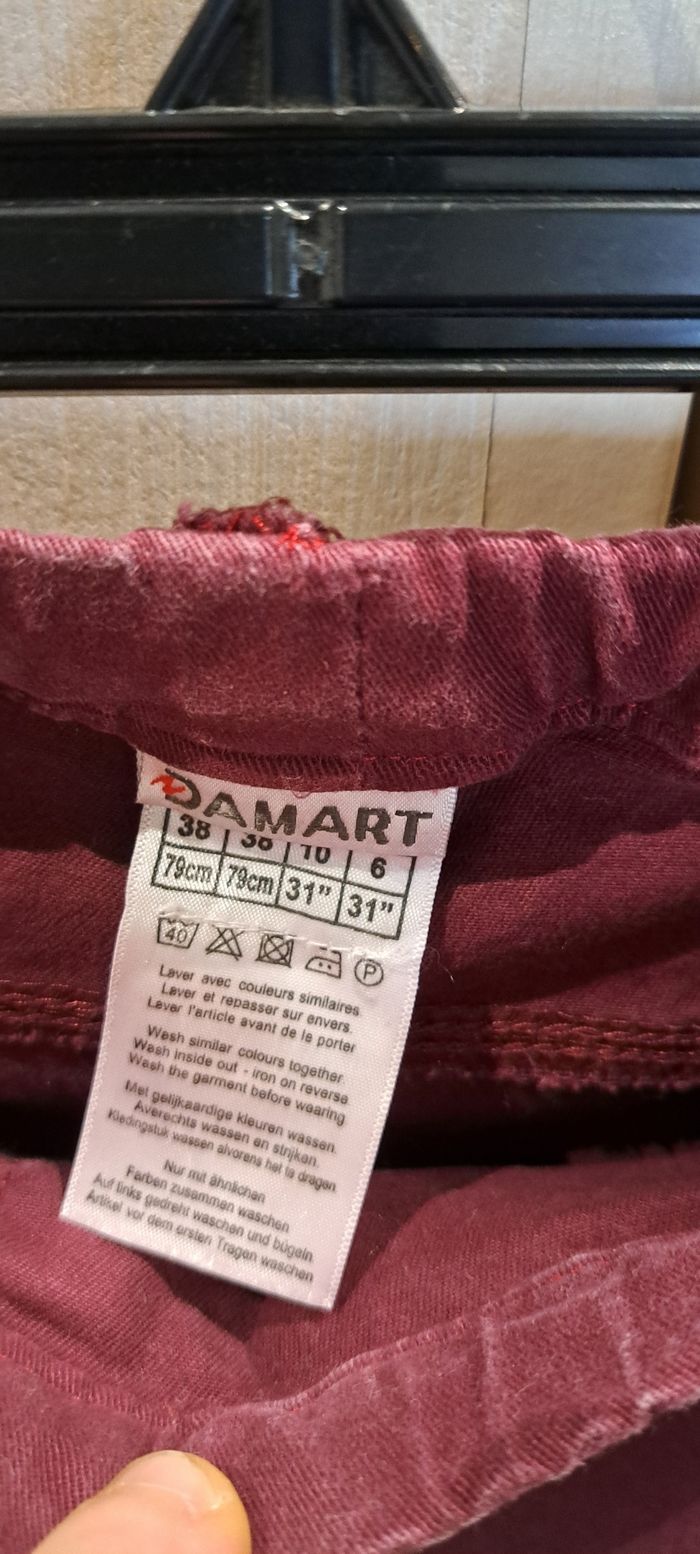 DAMART
38 38 10 6
79cm 79cm 31" 31"
40 P
Laver avec couleurs similaires.
Laver et repasser sur envers.
Laver l'article avant de le porter
Wash similar colours together.
Wash inside out - iron on reverse
Wash the garment before wearing
Met gelijkaardige kleuren wassen.
Averechts wassen en strijken.
Kledingstuk wassen alvorens het te dragen
Nur mit ähnlichen
Farben zusammen waschen
Auf links gedreht waschen und bügeln
Artikel vor dem ersten Tragen waschen